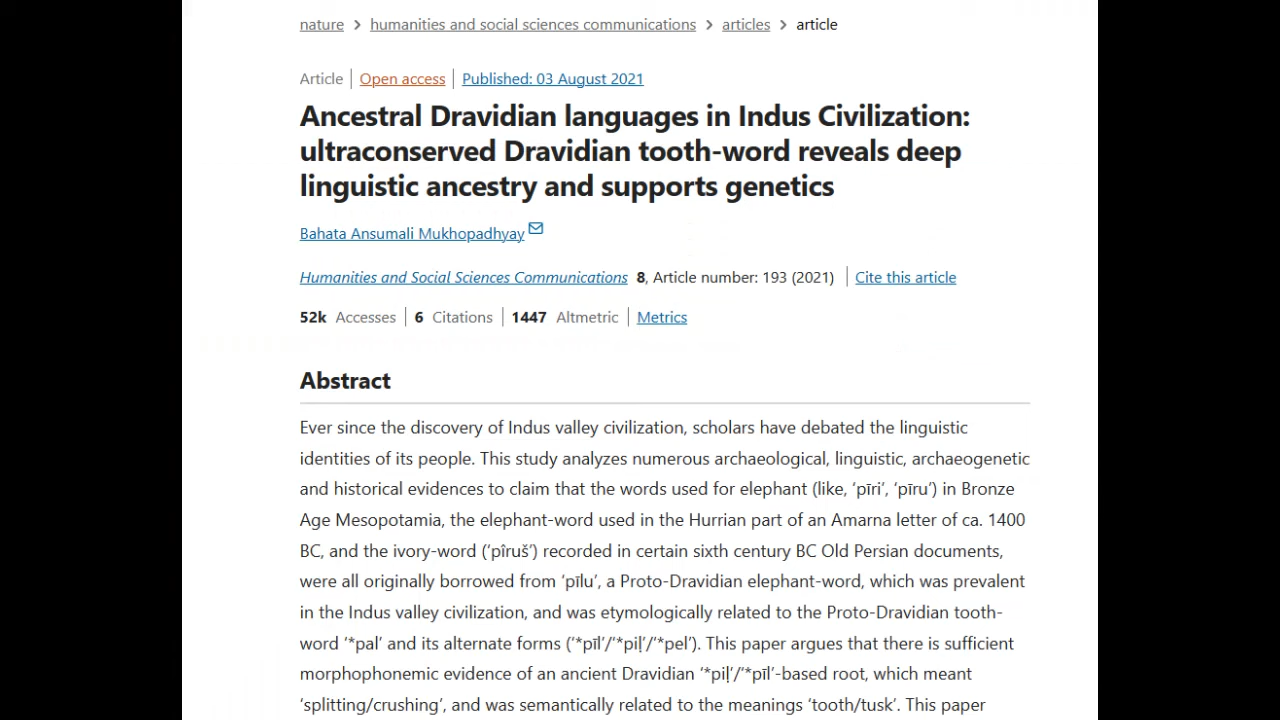 nature > humanities and social sciences communications > articles > article
Article | Open access | Published: 03 August 2021
Ancestral Dravidian languages in Indus Civilization:
ultraconserved Dravidian tooth-word reveals deep
linguistic ancestry and supports genetics
Bahata Ansumali Mukhopadhyay
Humanities and Social Sciences Communications 8, Article number: 193 (2021) | Cite this article
52k Accesses | 6 Citations | 1447 Altmetric | Metrics
Abstract
Ever since the discovery of Indus valley civilization, scholars have debated the linguistic
identities of its people. This study analyzes numerous archaeological, linguistic, archaeogenetic
and historical evidences to claim that the words used for elephant (like, ‘pīri’, ‘pīru’) in Bronze
Age Mesopotamia, the elephant-word used in the Hurrian part of an Amarna letter of ca. 1400
BC, and the ivory-word (‘pîruš’) recorded in certain sixth century BC Old Persian documents,
were all originally borrowed from ‘pīlu’, a Proto-Dravidian elephant-word, which was prevalent
in the Indus valley civilization, and was etymologically related to the Proto-Dravidian tooth-
word ‘*pal’ and its alternate forms (‘*pīl’/‘*piḷ’/‘*pel’). This paper argues that there is sufficient
morphophonemic evidence of an ancient Dravidian ‘*piḷ’/‘*pīl’-based root, which meant
‘splitting/crushing’, and was semantically related to the meanings ‘tooth/tusk’. This paper